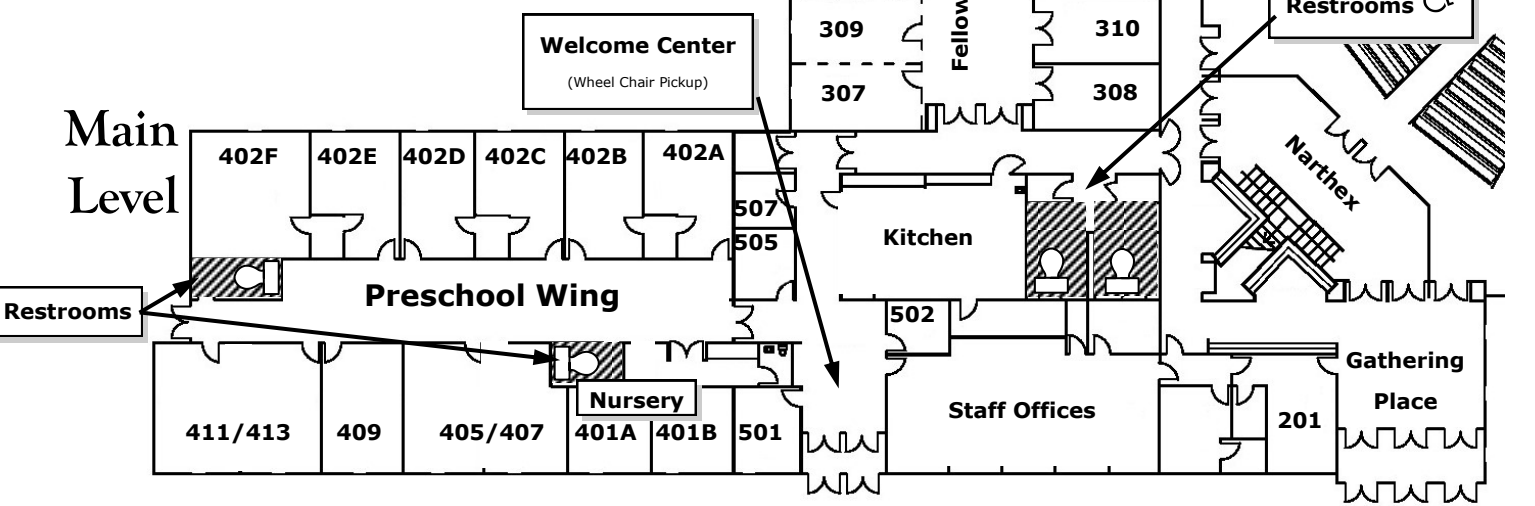 Restrooms
Welcome Center
(Wheel Chair Pickup)
309
Fellow
310
307
308
Main
Level
402F
402E
402D
402C
402B
402A
Narthex
507
Kitchen
505
Preschool Wing
Restrooms
502
Gathering
Place
Nursery
Staff Offices
411/413
409
405/407
401A
401B
501
201